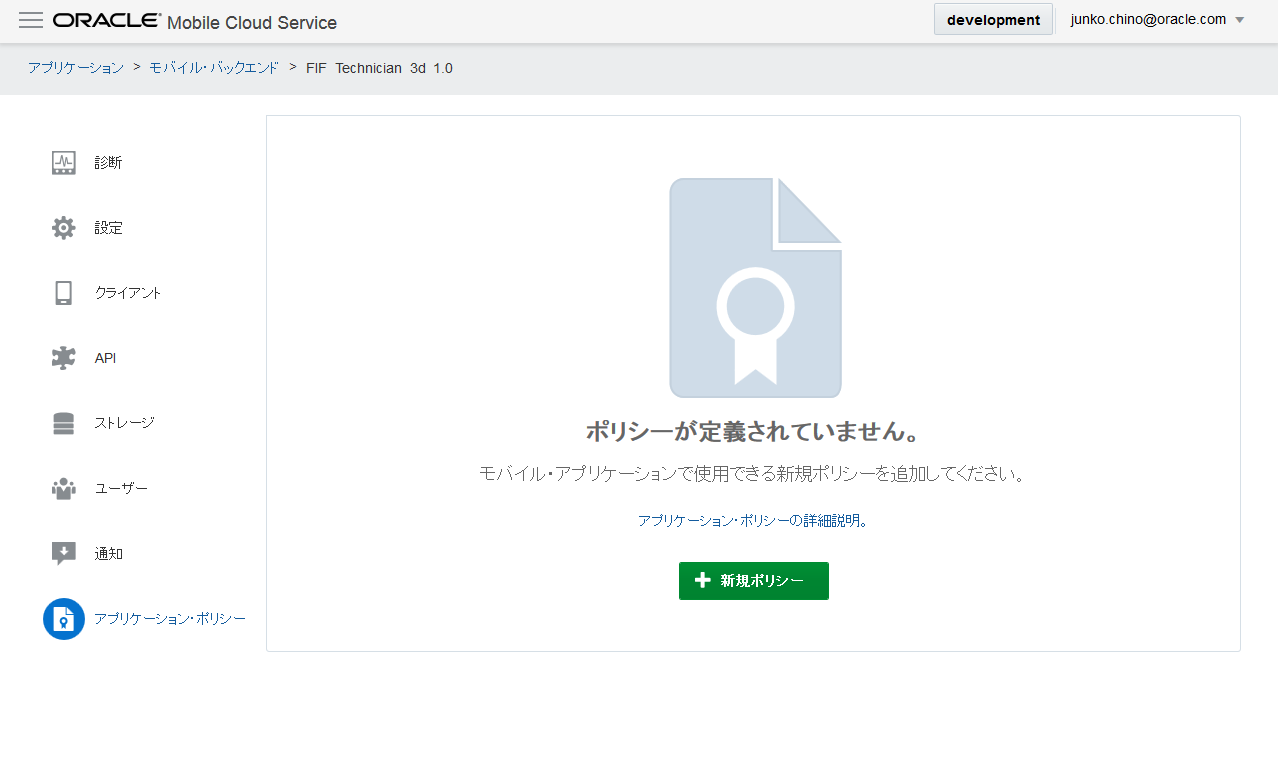 ORACLE® Mobile Cloud Service
development
junko.chino@oracle.com
アプリケーション > モバイル・バックエンド > FIF Technician 3d 1.0
診断
設定
クライアント
API
ストレージ
ユーザー
通知
アプリケーション・ポリシー
ポリシーが定義されていません。
モバイル・アプリケーションで使用できる新規ポリシーを追加してください。
アプリケーション・ポリシーの詳細説明。
新規ポリシー